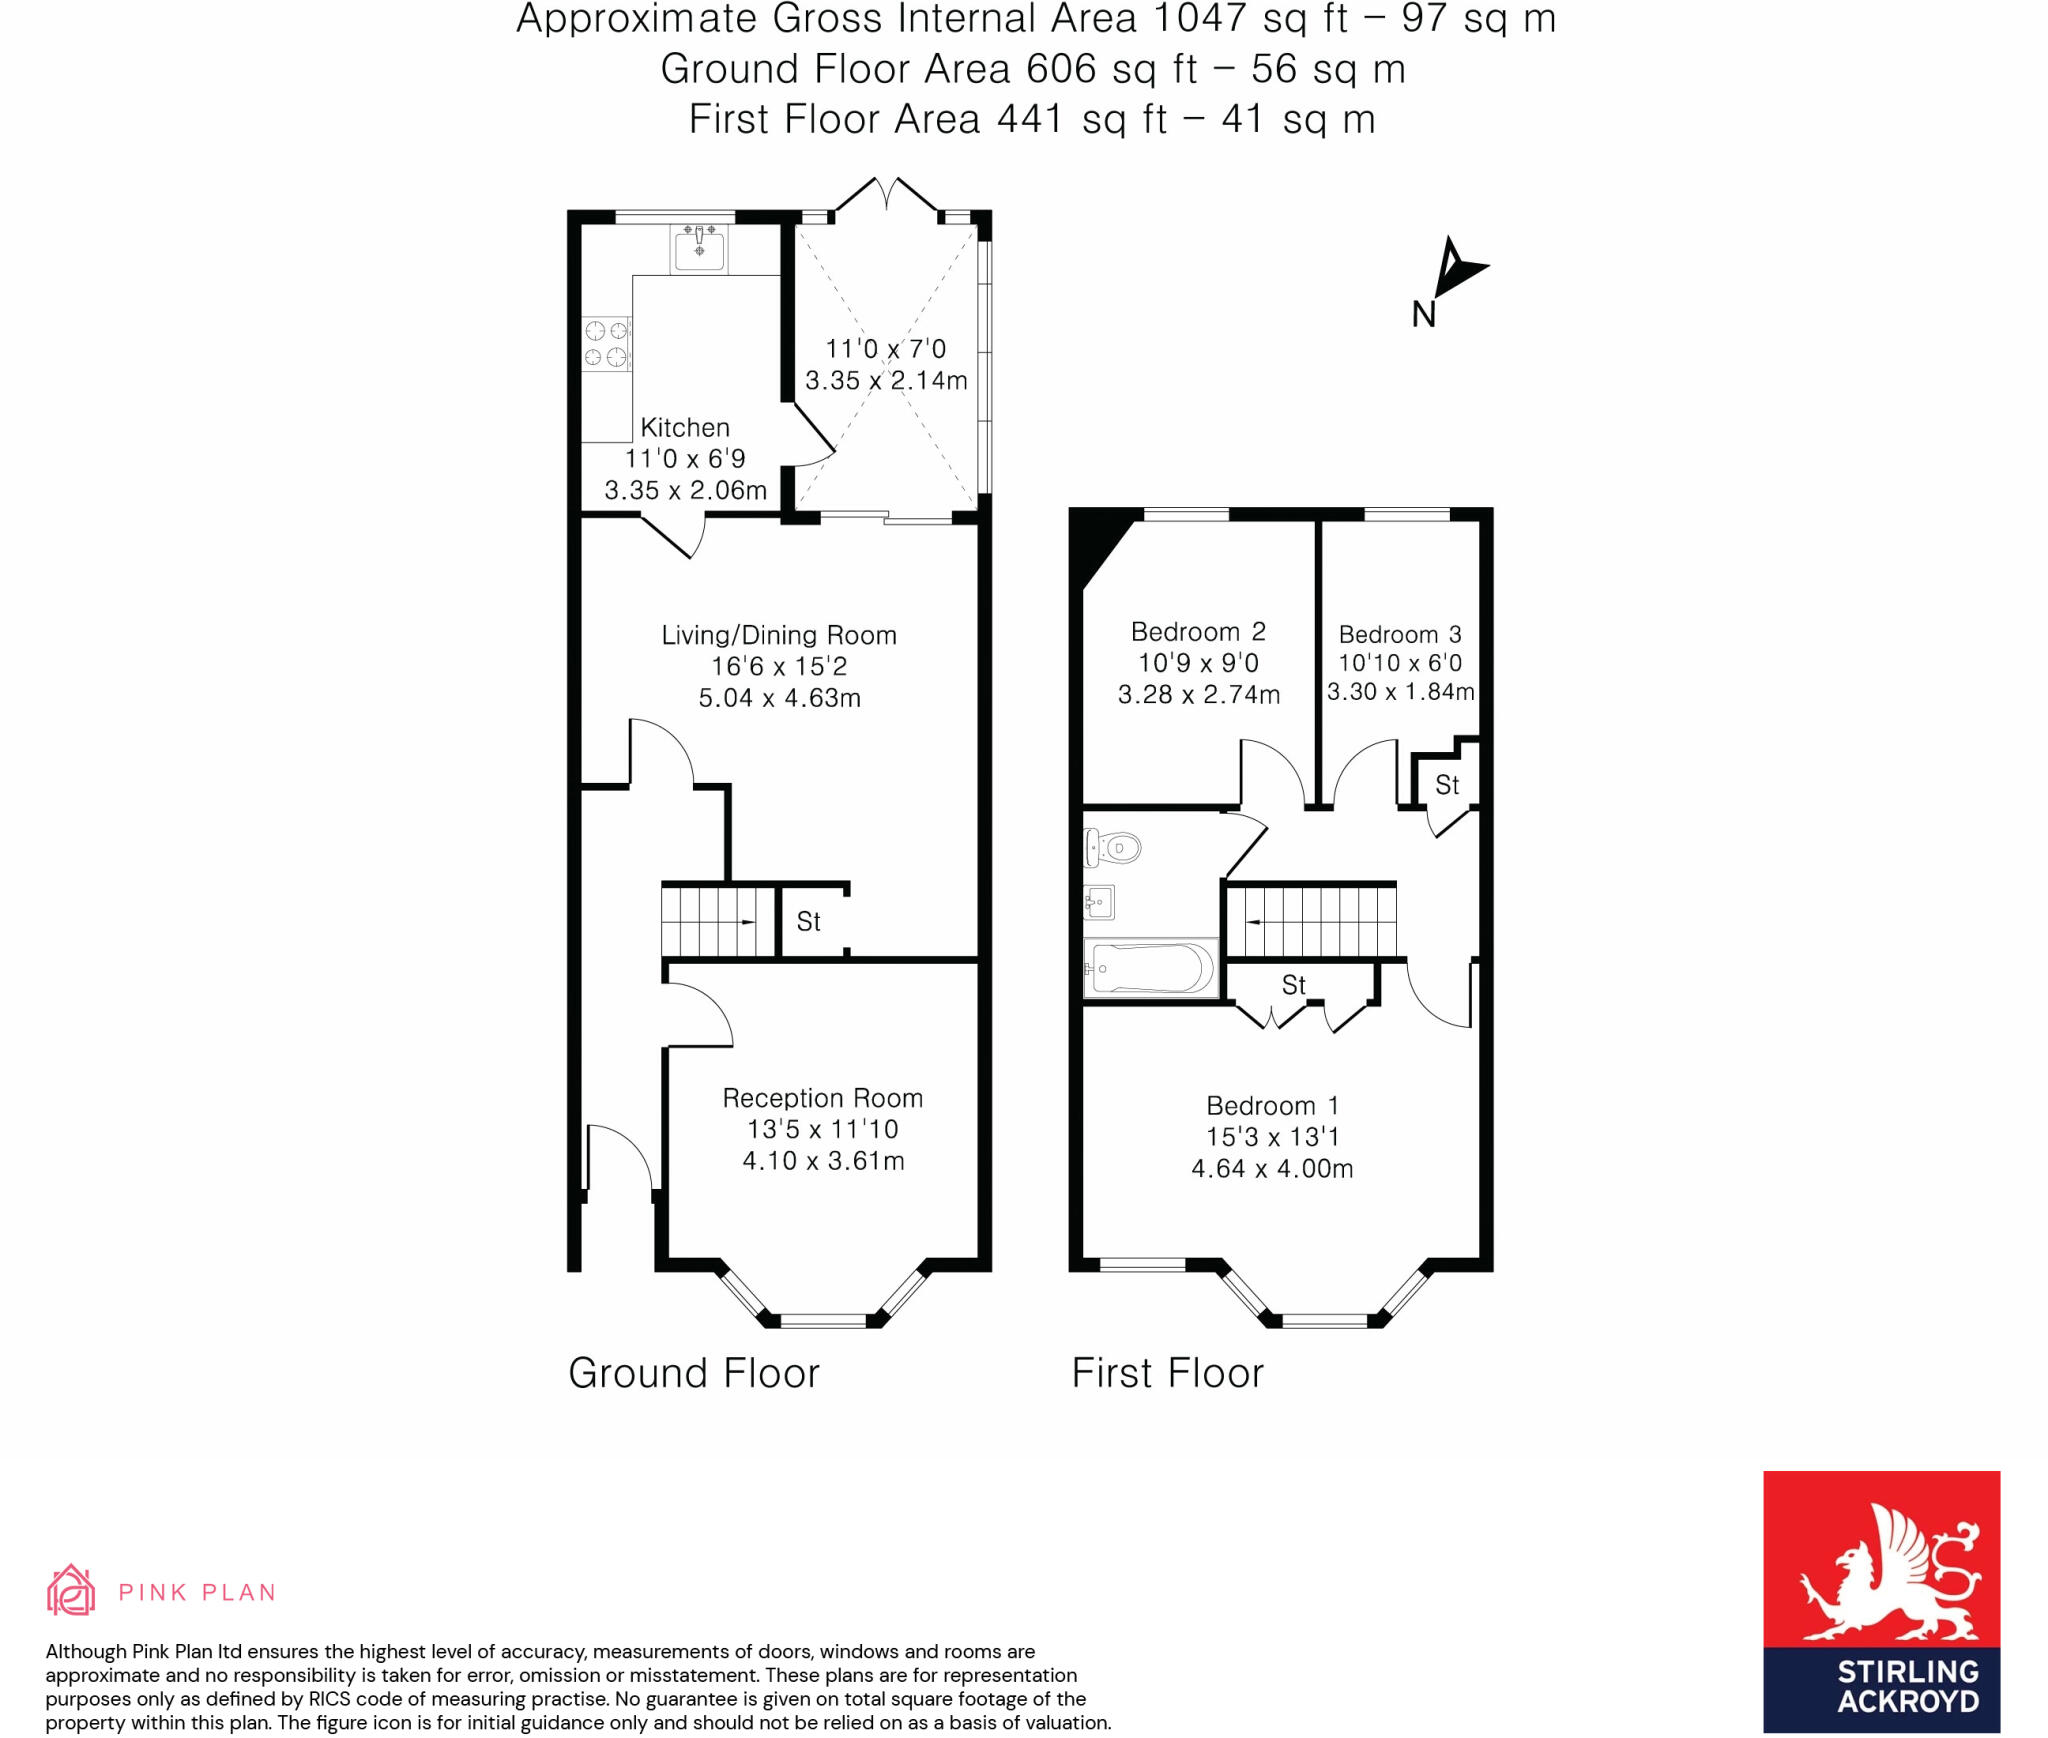 Approximate Gross Internal Area 1047 sq ft – 97 sq m
Ground Floor Area 606 sq ft – 56 sq m
First Floor Area 441 sq ft – 41 sq m
N
11'0 x 7'0
3.35 x 2.14m
Kitchen
11'0 x 6'9
3.35 x 2.06m
Living/Dining Room
16'6 x 15'2
5.04 x 4.63m
St
Reception Room
13'5 x 11'10
4.10 x 3.61m
Ground Floor
Bedroom 2
10'9 x 9'0
3.28 x 2.74m
Bedroom 3
10'10 x 6'0
3.30 x 1.84m
St
St
Bedroom 1
15'3 x 13'1
4.64 x 4.00m
First Floor
PINK PLAN
Although Pink Plan ltd ensures the highest level of accuracy, measurements of doors, windows and rooms are
approximate and no responsibility is taken for error, omission or misstatement. These plans are for representation
purposes only as defined by RICS code of measuring practise. No guarantee is given on total square footage of the
property within this plan. The figure icon is for initial guidance only and should not be relied on as a basis of valuation.
STIRLING
ACKROYD